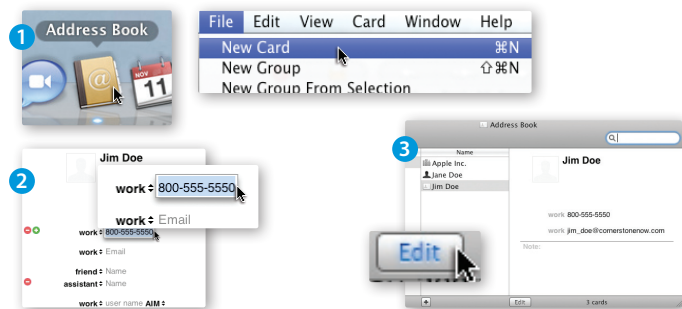 1
Address Book
NOV
11
File Edit View Card Window Help
New Card ⌘N
New Group ⇧⌘N
New Group From Selection
2
Jim Doe
work 800-555-5550
work Email
work 800-555-5550
work Email
friend Name
assistant Name
work user name AIM
3
Address Book
Name
Apple Inc.
Jane Doe
Jim Doe
Jim Doe
work 800-555-5550
work jim_doe@cornerstonenow.com
Note:
Edit
+ Edit 3 cards